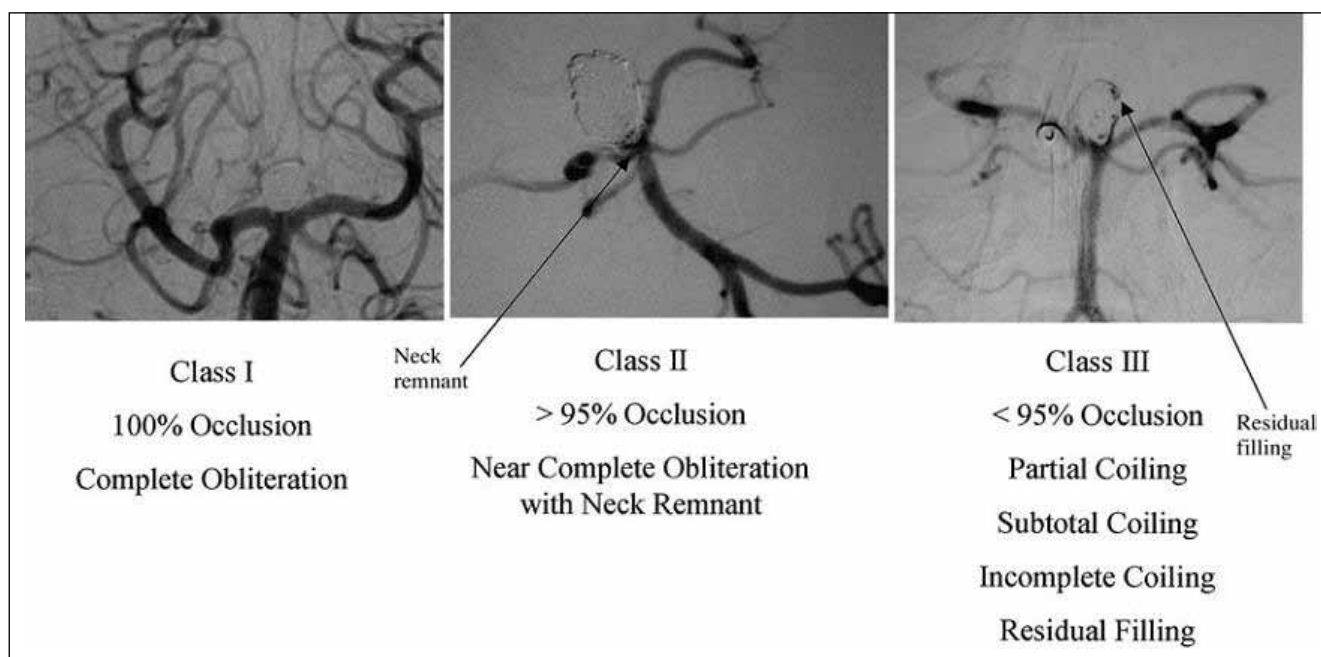 Class I
100% Occlusion
Complete Obliteration
Neck
remnant
Class II
> 95% Occlusion
Near Complete Obliteration
with Neck Remnant
Class III
< 95% Occlusion
Partial Coiling
Subtotal Coiling
Incomplete Coiling
Residual Filling
Residual
filling